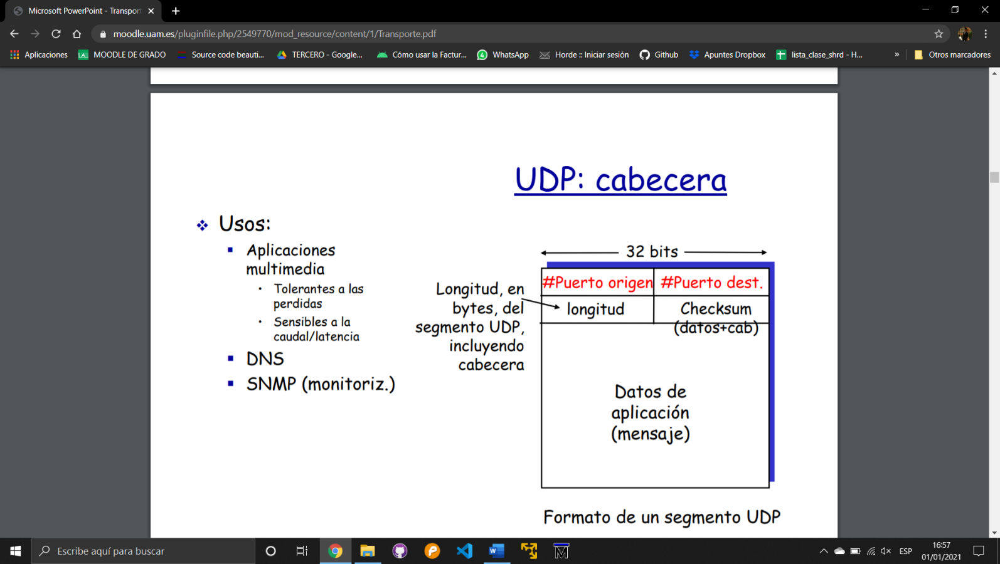 Microsoft PowerPoint - Transport
moodle.uam.es/pluginfile.php/2549770/mod_resource/content/1/Transporte.pdf
Aplicaciones
MOODLE DE GRADO
Source code beauti...
TERCERO - Google...
Cómo usar la Factur...
WhatsApp
Horde :: Iniciar sesión
Github
Apuntes Dropbox
lista_clase_shrd - H...
»
Otros marcadores
UDP: cabecera
Usos:
Aplicaciones
multimedia
Tolerantes a las
perdidas
Sensibles a la
caudal/latencia
DNS
SNMP (monitoriz.)
32 bits
#Puerto origen
#Puerto dest.
Longitud, en
bytes, del
segmento UDP,
incluyendo
cabecera
longitud
Checksum
(datos+cab)
Datos de
aplicación
(mensaje)
Formato de un segmento UDP
Escribe aquí para buscar
ESP
16:57
01/01/2021